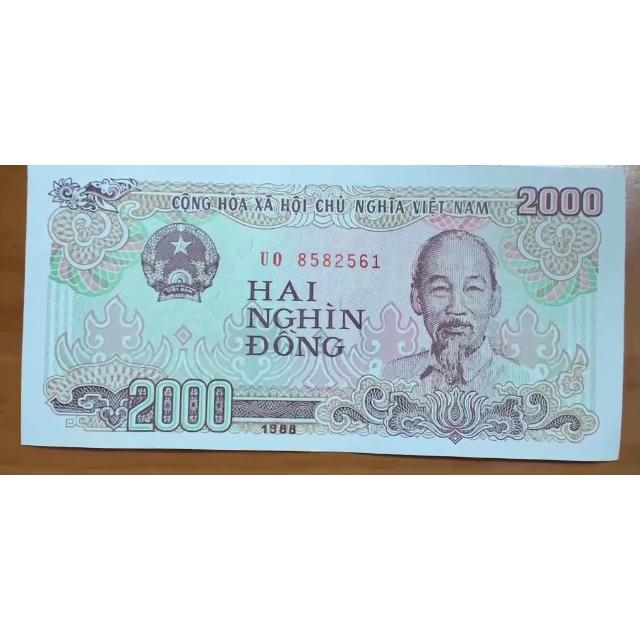 CỘNG HÒA XÃ HỘI CHỦ NGHĨA VIỆT NAM
2000
UO 8582561
HAI
NGHÌN
ĐỒNG
2000
1988